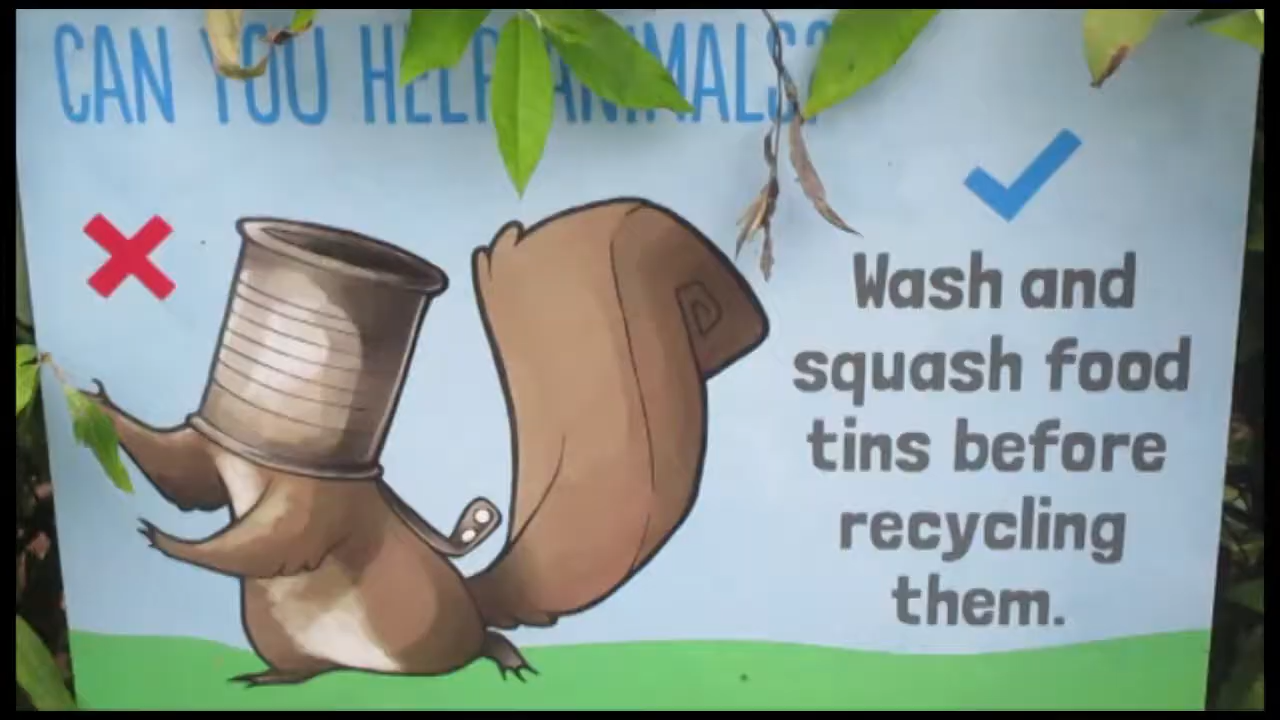 CAN YOU HELP ANIMALS?
Wash and
squash food
tins before
recycling
them.